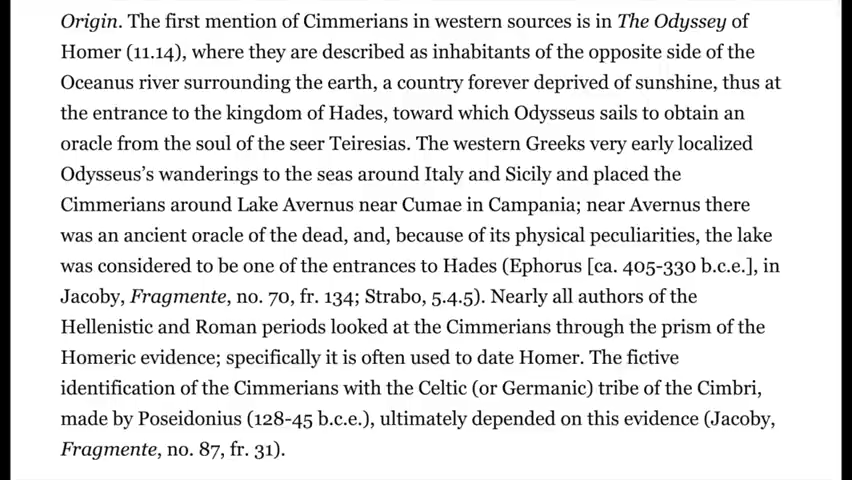 Origin. The first mention of Cimmerians in western sources is in The Odyssey of
Homer (11.14), where they are described as inhabitants of the opposite side of the
Oceanus river surrounding the earth, a country forever deprived of sunshine, thus at
the entrance to the kingdom of Hades, toward which Odysseus sails to obtain an
oracle from the soul of the seer Teiresias. The western Greeks very early localized
Odysseus's wanderings to the seas around Italy and Sicily and placed the
Cimmerians around Lake Avernus near Cumae in Campania; near Avernus there
was an ancient oracle of the dead, and, because of its physical peculiarities, the lake
was considered to be one of the entrances to Hades (Ephorus [ca. 405-330 b.c.e.], in
Jacoby, Fragmente, no. 70, fr. 134; Strabo, 5.4.5). Nearly all authors of the
Hellenistic and Roman periods looked at the Cimmerians through the prism of the
Homeric evidence; specifically it is often used to date Homer. The fictive
identification of the Cimmerians with the Celtic (or Germanic) tribe of the Cimbri,
made by Poseidonius (128-45 b.c.e.), ultimately depended on this evidence (Jacoby,
Fragmente, no. 87, fr. 31).